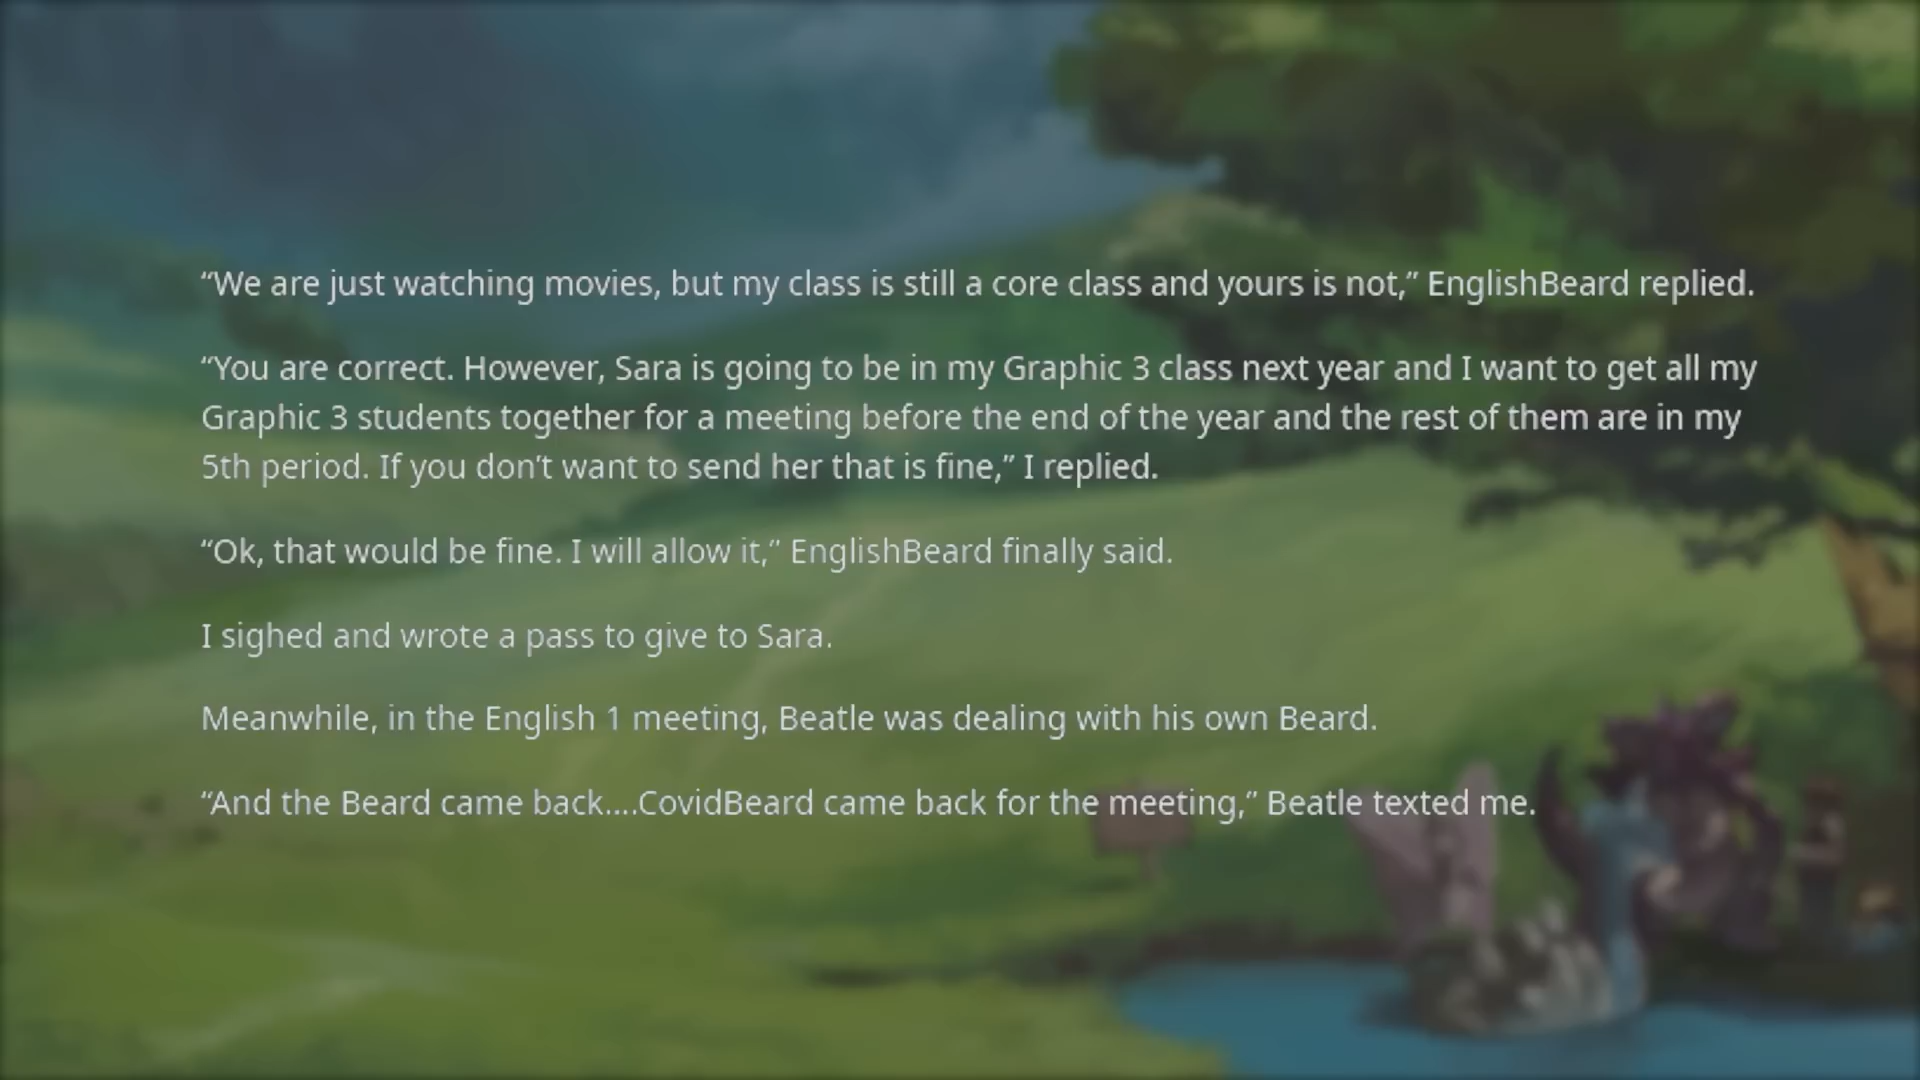 “We are just watching movies, but my class is still a core class and yours is not,” EnglishBeard replied.
“You are correct. However, Sara is going to be in my Graphic 3 class next year and I want to get all my
Graphic 3 students together for a meeting before the end of the year and the rest of them are in my
5th period. If you don’t want to send her that is fine,” I replied.
“Ok, that would be fine. I will allow it,” EnglishBeard finally said.
I sighed and wrote a pass to give to Sara.
Meanwhile, in the English 1 meeting, Beatle was dealing with his own Beard.
“And the Beard came back....CovidBeard came back for the meeting,” Beatle texted me.